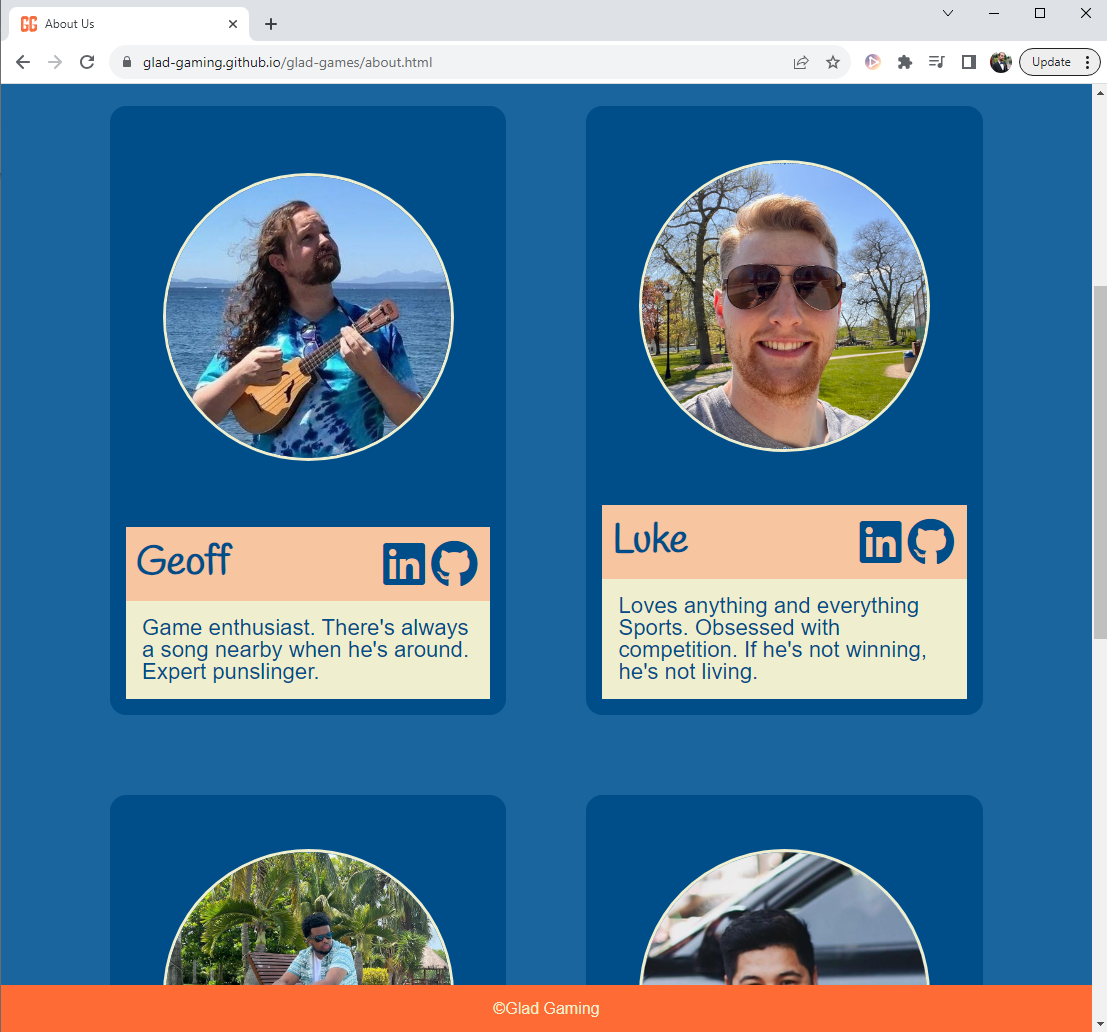 About Us
glad-gaming.github.io/glad-games/about.html
Update
Geoff
in
Game enthusiast. There's always
a song nearby when he's around.
Expert punslinger.
Luke
in
Loves anything and everything
Sports. Obsessed with
competition. If he's not winning,
he's not living.
©Glad Gaming